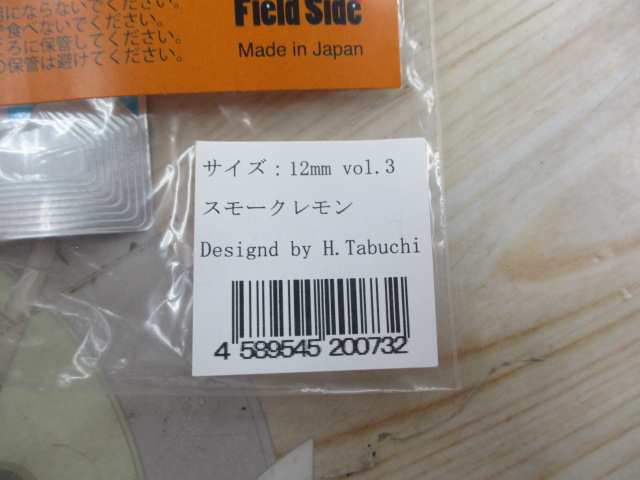 にならないでください。
食べないでください。
ろに保管してください。
の保管は避けてください。
Field Side
Made in Japan
サイズ：12mm vol.3
スモークレモン
Designd by H.Tabuchi
4 589545 200732